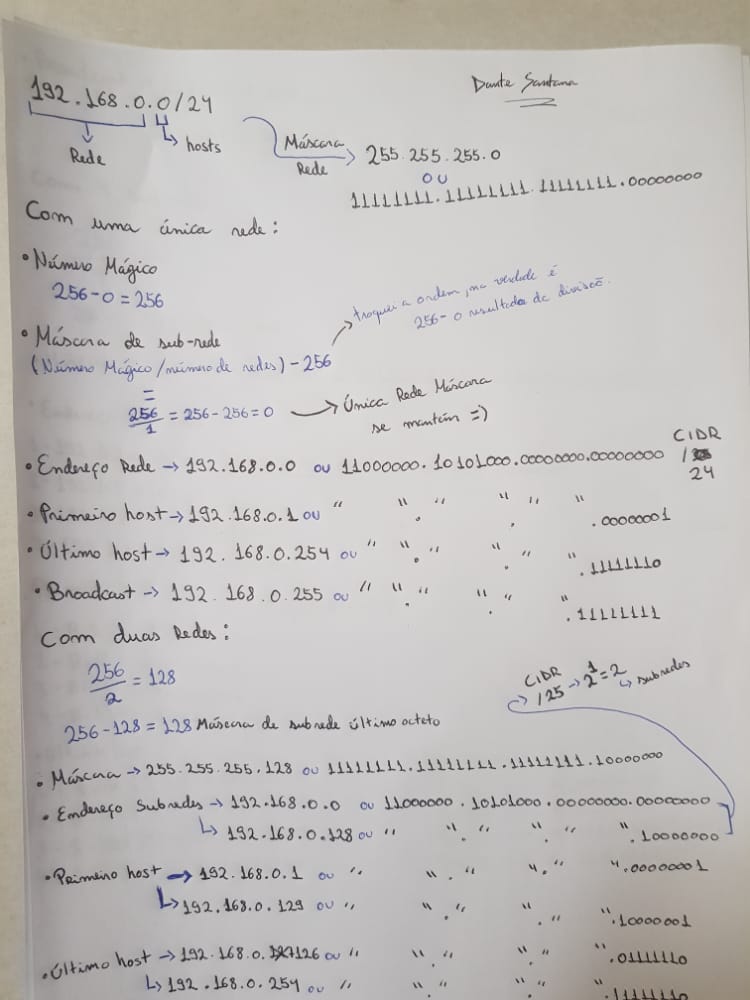 Dante Santana
192.168.0.0/24
Rede
hosts
Máscara
Rede
255.255.255.0
ou
11111111.11111111.11111111.00000000
Com uma única rede:
• Número Mágico
256-0=256
• Máscara de sub-rede
(Número Mágico/número de redes) - 256
troquei a ordem, na verdade é
256 - o resultado da divisão.
=
256/1 = 256-256=0
Única Rede Máscara
se mantém =)
CIDR
• Endereço Rede → 192.168.0.0 ou 11000000.10101000.00000000.00000000 /
24
• Primeiro host → 192.168.0.1 ou " ". " ". " ".00000001
• Último host → 192.168.0.254 ou " ". " ". " ".11111110
• Broadcast → 192.168.0.255 ou " ". " ". " ".11111111
Com duas Redes:
256/2 = 128
CIDR
/25 → 2¹=2
subredes
256-128=128 Máscara de subrede último octeto
• Máscara → 255.255.255.128 ou 11111111.11111111.11111111.10000000
• Endereço Subredes → 192.168.0.0 ou 11000000.10101000.00000000.00000000
192.168.0.128 ou " ". " ". " ".10000000
• Primeiro host → 192.168.0.1 ou " ". " ". " ".00000001
192.168.0.129 ou " ". " ". " ".10000001
• Último host → 192.168.0.126 ou " ". " ". " ".01111110
192.168.0.254 ou " ". " ". " ".11111110